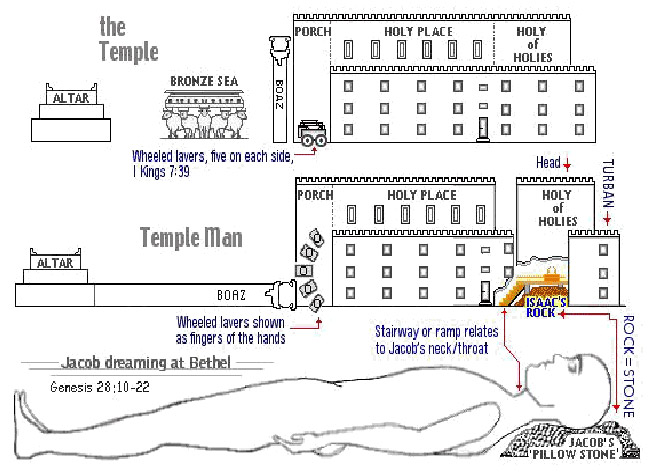 the
Temple
PORCH
HOLY PLACE
HOLY
of
HOLIES
BRONZE SEA
ALTAR
BOAZ
Wheeled lavers, five on each side,
I Kings 7:39
Head
TURBAN
PORCH
HOLY PLACE
HOLY
of
HOLIES
Temple Man
ALTAR
BOAZ
ISAAC'S
ROCK
Wheeled lavers shown
as fingers of the hands
Stairway or ramp relates
to Jacob's neck/throat
ROCK = STONE
Jacob dreaming at Bethel
Genesis 28:10-22
JACOB'S
'PILLOW STONE'